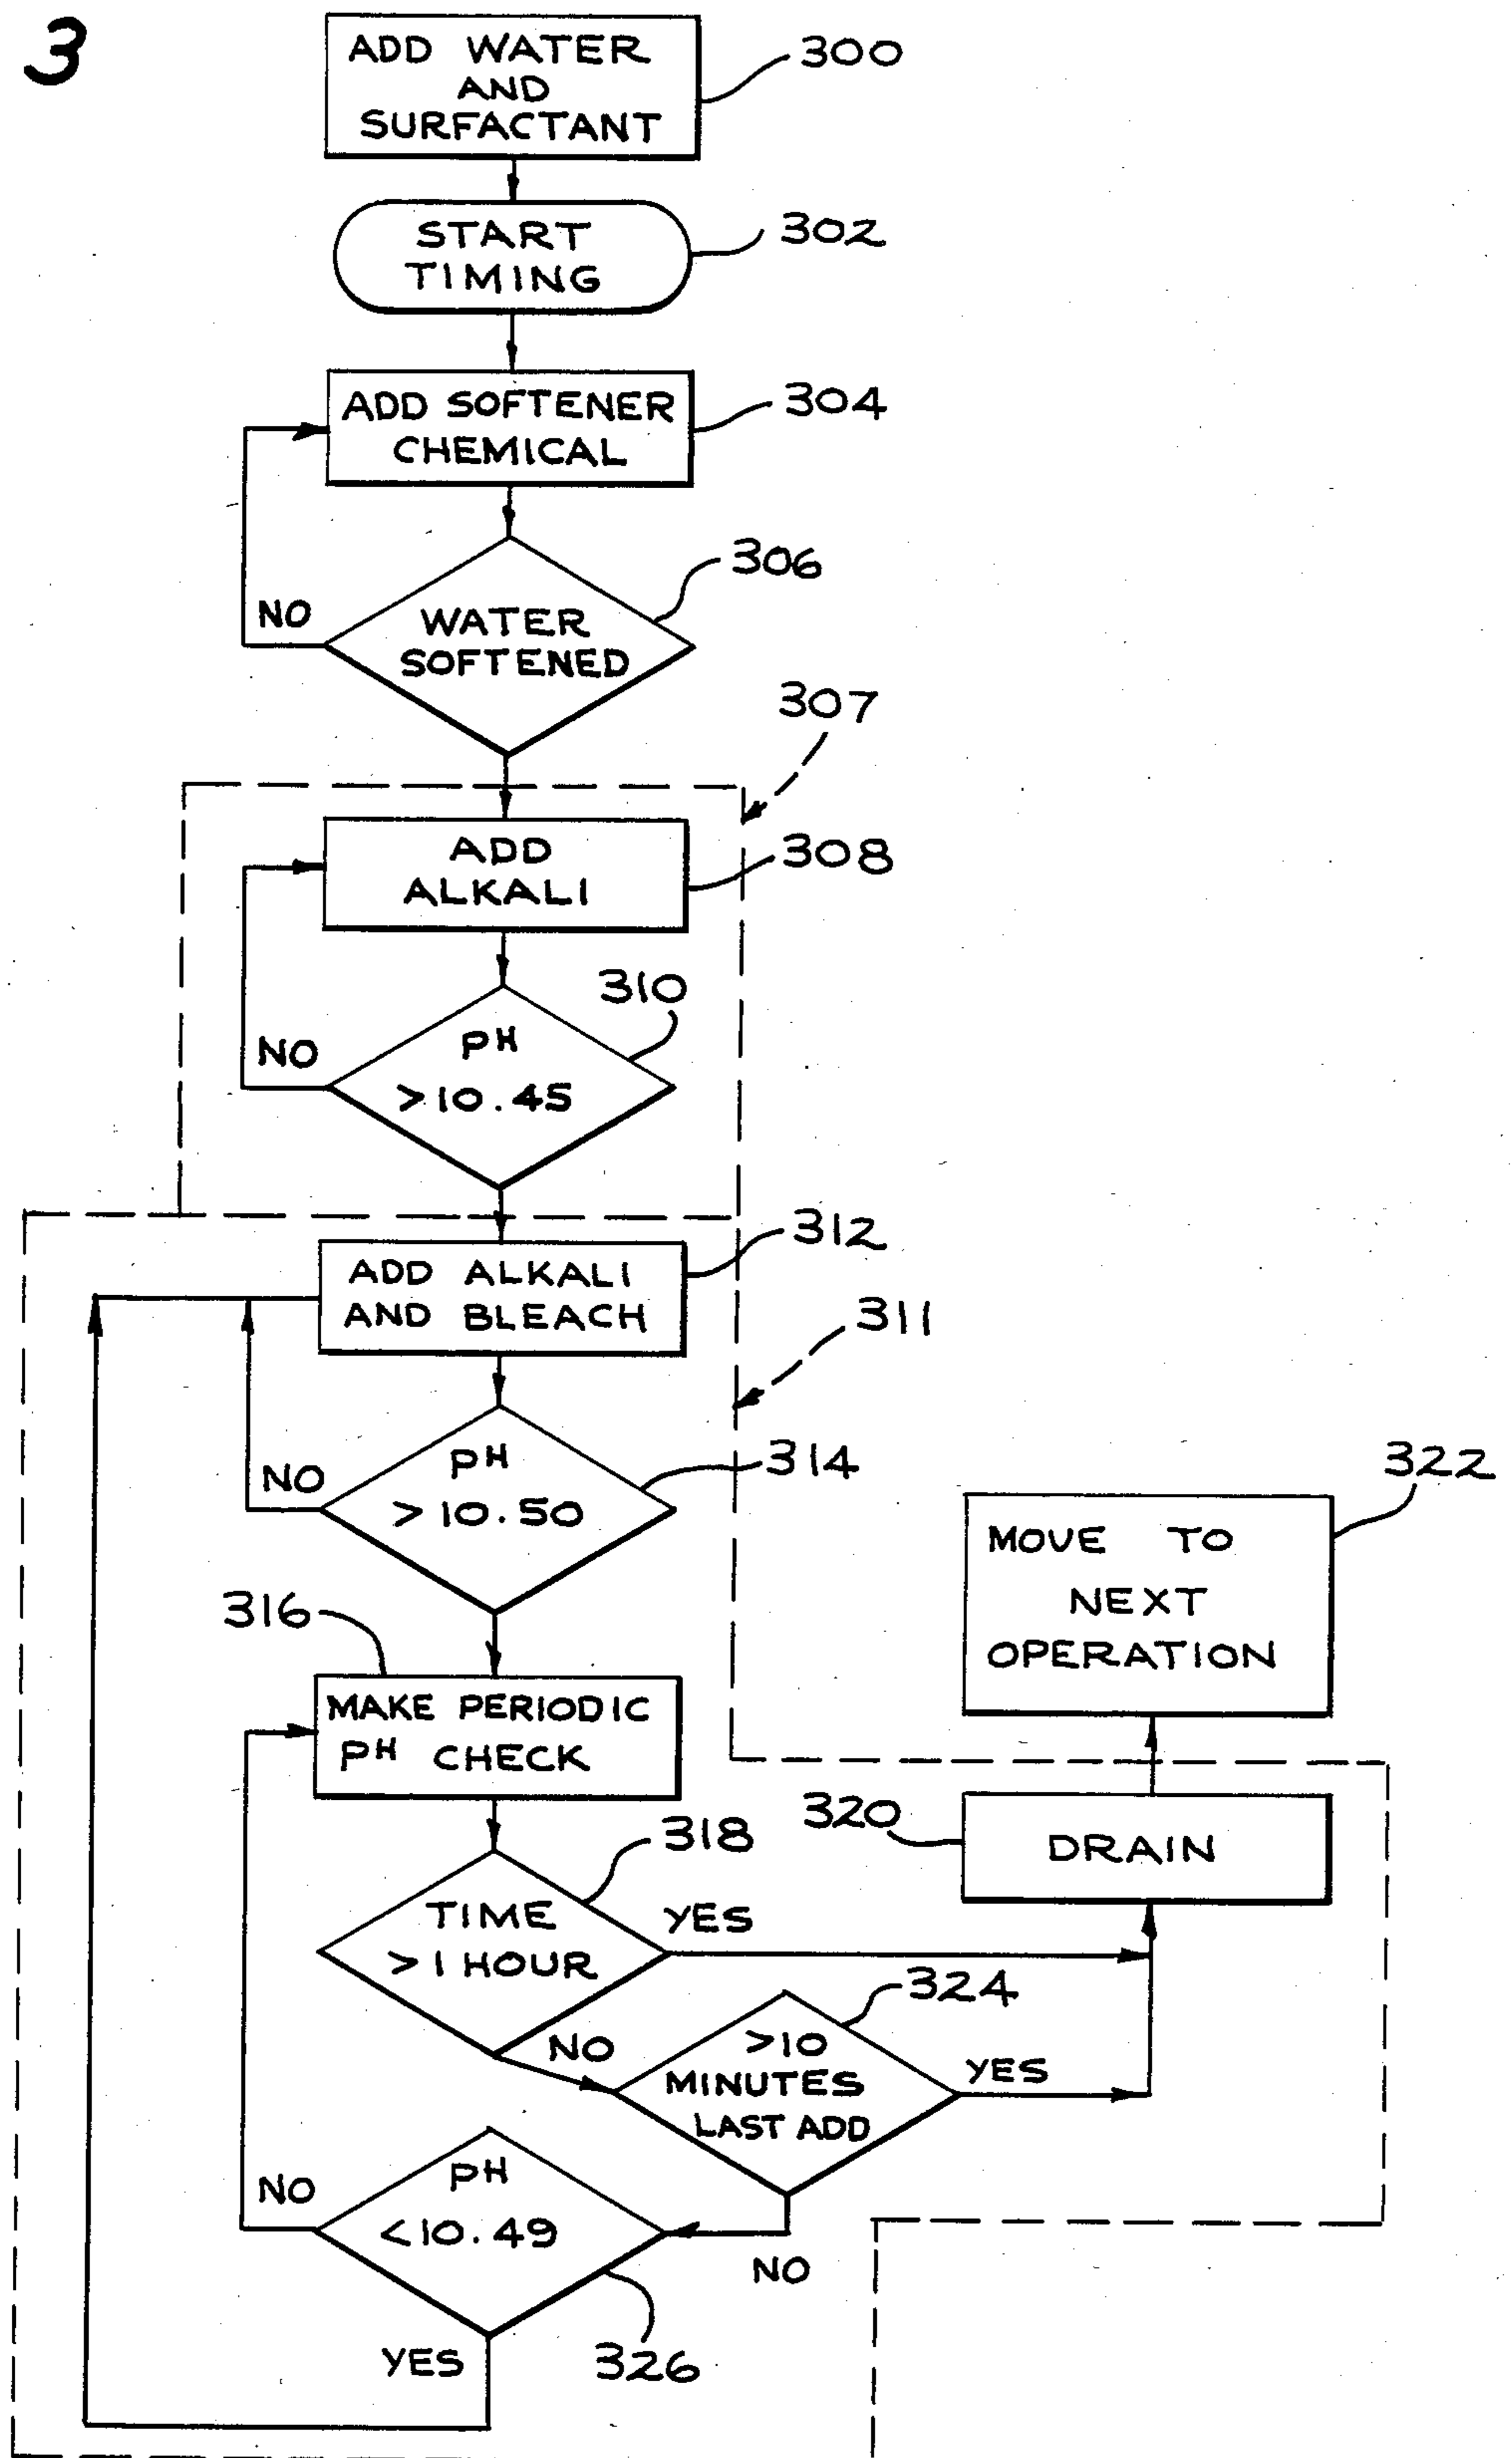 3
ADD WATER
AND
SURFACTANT
300
START
TIMING
302
ADD SOFTENER
CHEMICAL
304
306
NO
WATER
SOFTENED
307
ADD
ALKALI
308
310
NO
PH
>10.45
312
ADD ALKALI
AND BLEACH
311
NO
PH
>10.50
314
322
MOVE TO
NEXT
OPERATION
316
MAKE PERIODIC
PH CHECK
318
320
DRAIN
TIME
>1 HOUR
YES
324
NO
>10
MINUTES
LAST ADD
YES
NO
PH
<10.49
NO
YES
326